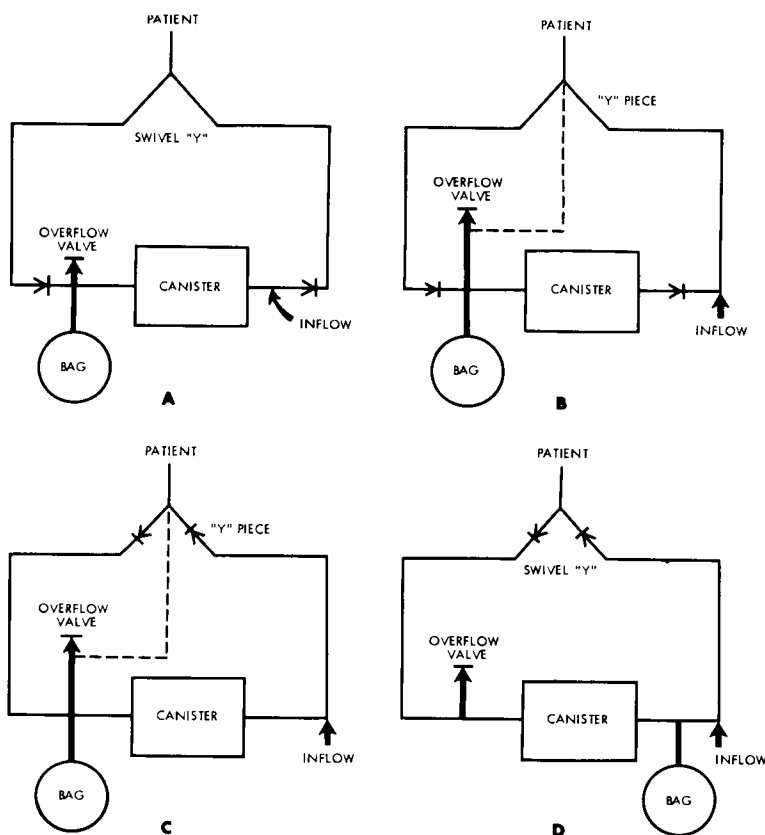 PATIENT
SWIVEL "Y"
OVERFLOW
VALVE
CANISTER
INFLOW
BAG
A
PATIENT
"Y" PIECE
OVERFLOW
VALVE
CANISTER
INFLOW
BAG
B
PATIENT
"Y" PIECE
OVERFLOW
VALVE
CANISTER
INFLOW
BAG
C
PATIENT
SWIVEL "Y"
OVERFLOW
VALVE
CANISTER
INFLOW
BAG
D